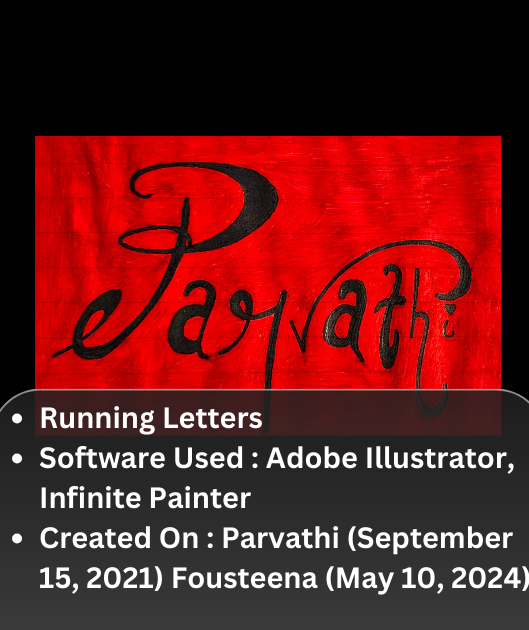 Parvathi
• Running Letters
• Software Used : Adobe Illustrator,
Infinite Painter
• Created On : Parvathi (September
15, 2021) Fousteena (May 10, 2024)